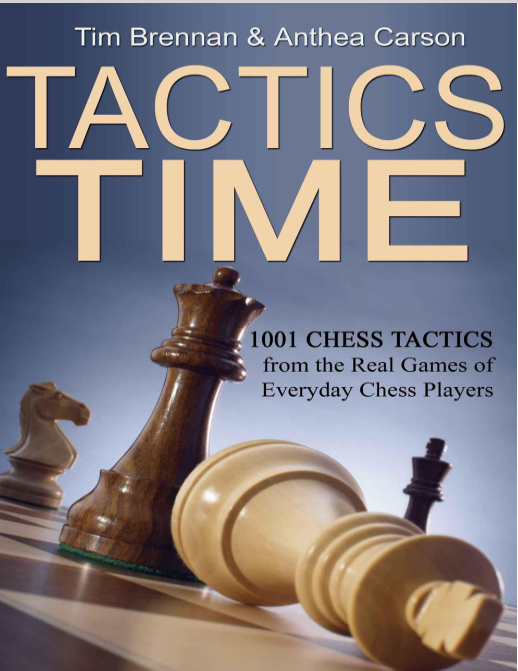 Tim Brennan & Anthea Carson
TACTICS
TIME
1001 CHESS TACTICS
from the Real Games of
Everyday Chess Players